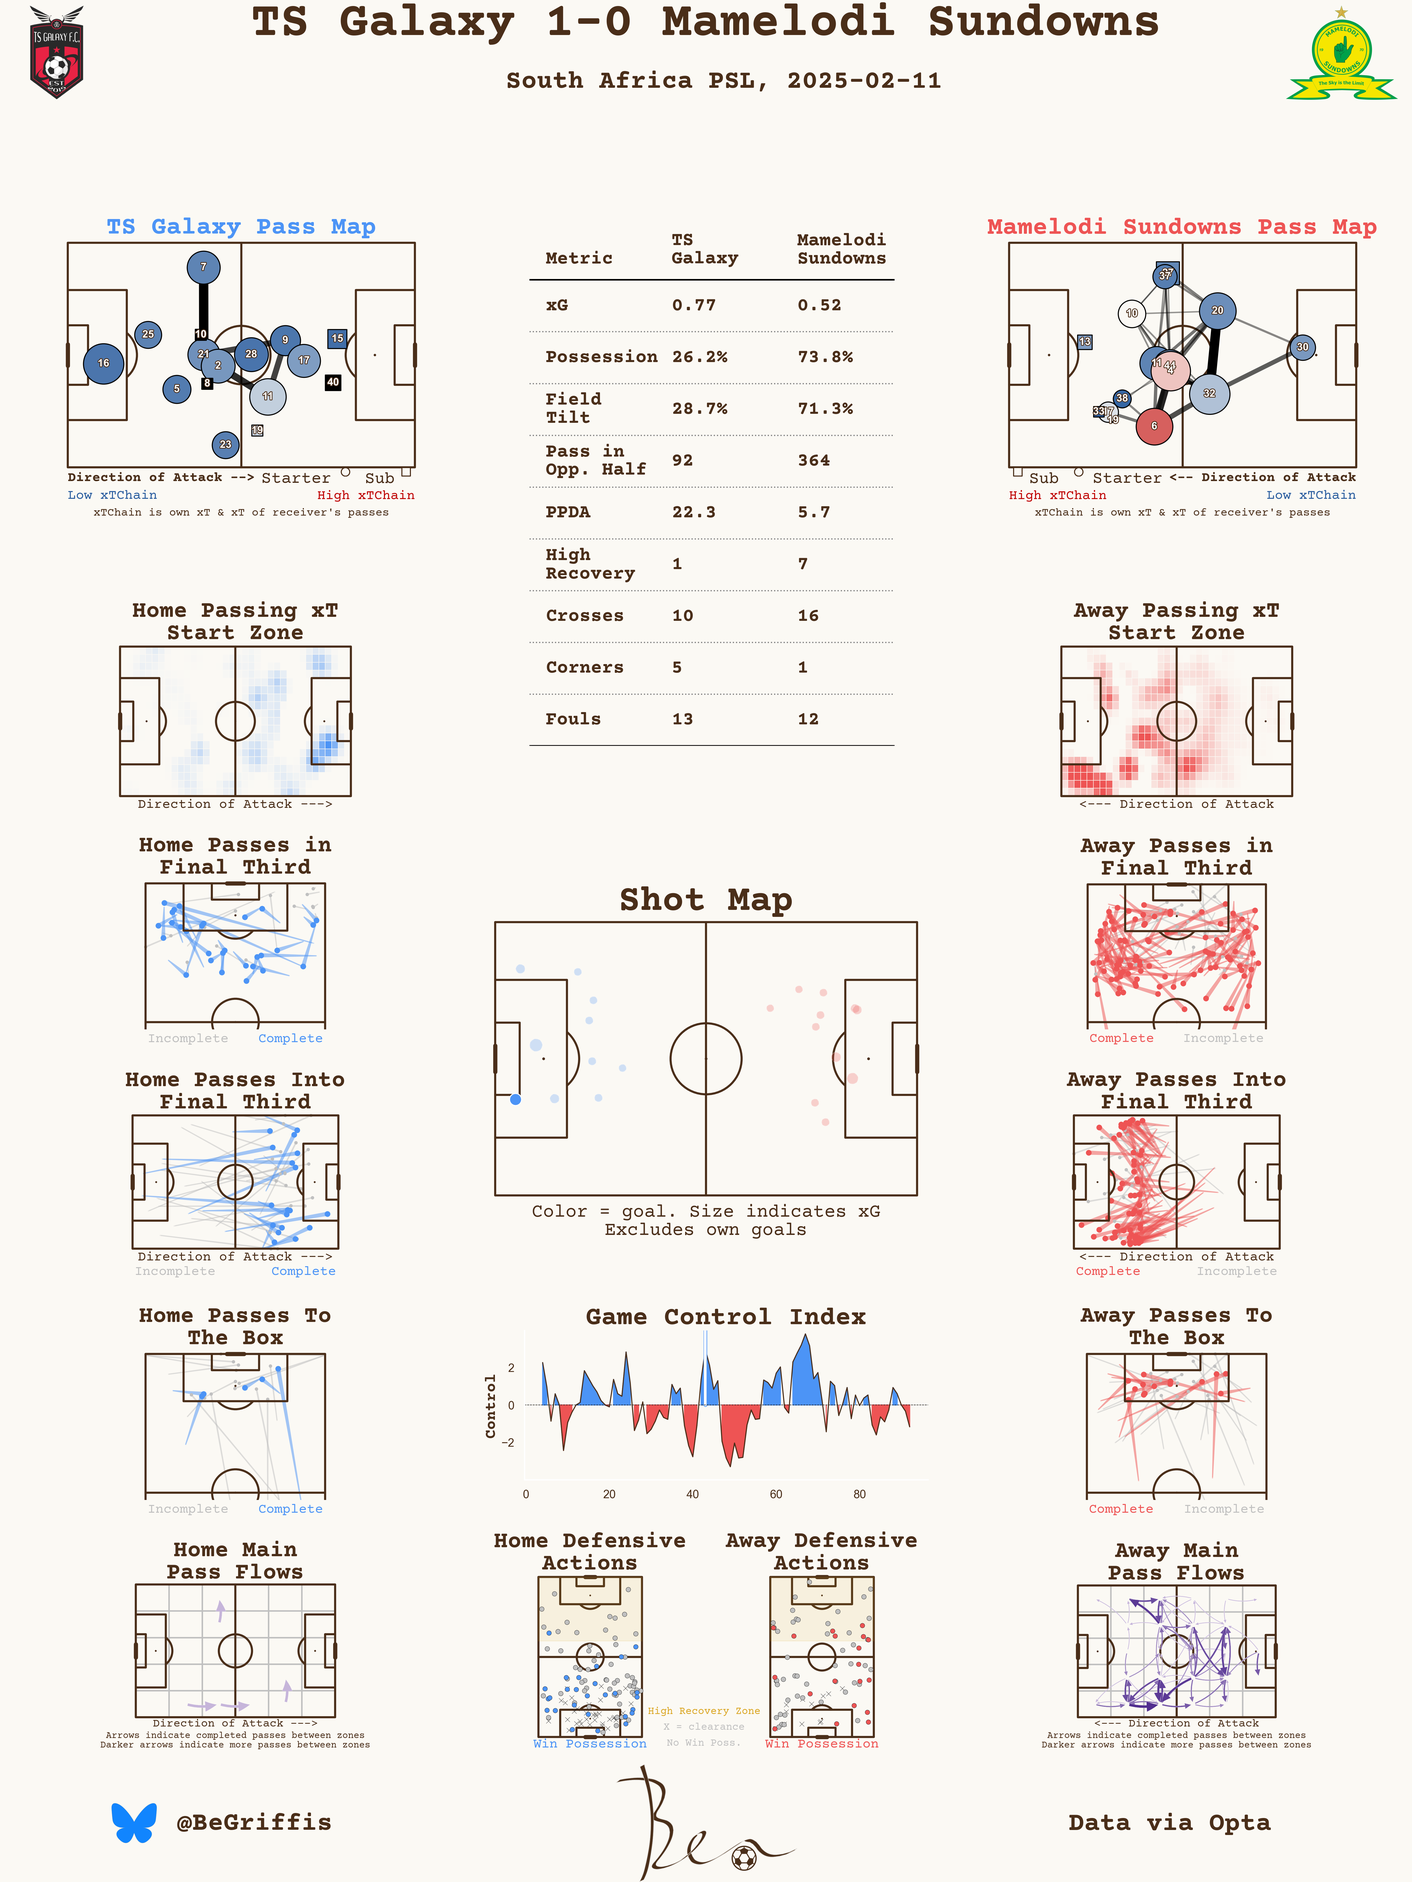 TS Galaxy 1-0 Mamelodi Sundowns
South Africa PSL, 2025-02-11
TS GALAXY F.C.
EST
2015
MAMELODI
SUNDOWNS
The Sky is the Limit
TS Galaxy Pass Map
7
25
10
16
21
2
28
9
15
17
5
8
11
40
19
23
Direction of Attack --> Starter Sub
Low xTChain High xTChain
xTChain is own xT & xT of receiver's passes
Metric TS Galaxy Mamelodi Sundowns
xG 0.77 0.52
Possession 26.2% 73.8%
Field Tilt 28.7% 71.3%
Pass in Opp. Half 92 364
PPDA 22.3 5.7
High Recovery 1 7
Crosses 10 16
Corners 5 1
Fouls 13 12
Mamelodi Sundowns Pass Map
37
10
20
13
11
4
30
38
32
33
17
19
6
Sub Starter <-- Direction of Attack
High xTChain Low xTChain
xTChain is own xT & xT of receiver's passes
Home Passing xT
Start Zone
Direction of Attack --->
Away Passing xT
Start Zone
<--- Direction of Attack
Home Passes in
Final Third
Incomplete Complete
Away Passes in
Final Third
Complete Incomplete
Shot Map
Color = goal. Size indicates xG
Excludes own goals
Home Passes Into
Final Third
Direction of Attack --->
Incomplete Complete
Away Passes Into
Final Third
<--- Direction of Attack
Complete Incomplete
Home Passes To
The Box
Incomplete Complete
Game Control Index
Control
2
0
−2
0 20 40 60 80
Away Passes To
The Box
Complete Incomplete
Home Main
Pass Flows
Direction of Attack --->
Arrows indicate completed passes between zones
Darker arrows indicate more passes between zones
Home Defensive
Actions
Win Possession
High Recovery Zone
X = clearance
No Win Poss.
Away Defensive
Actions
Win Possession
Away Main
Pass Flows
<--- Direction of Attack
Arrows indicate completed passes between zones
Darker arrows indicate more passes between zones
@BeGriffis
Ben
Data via Opta